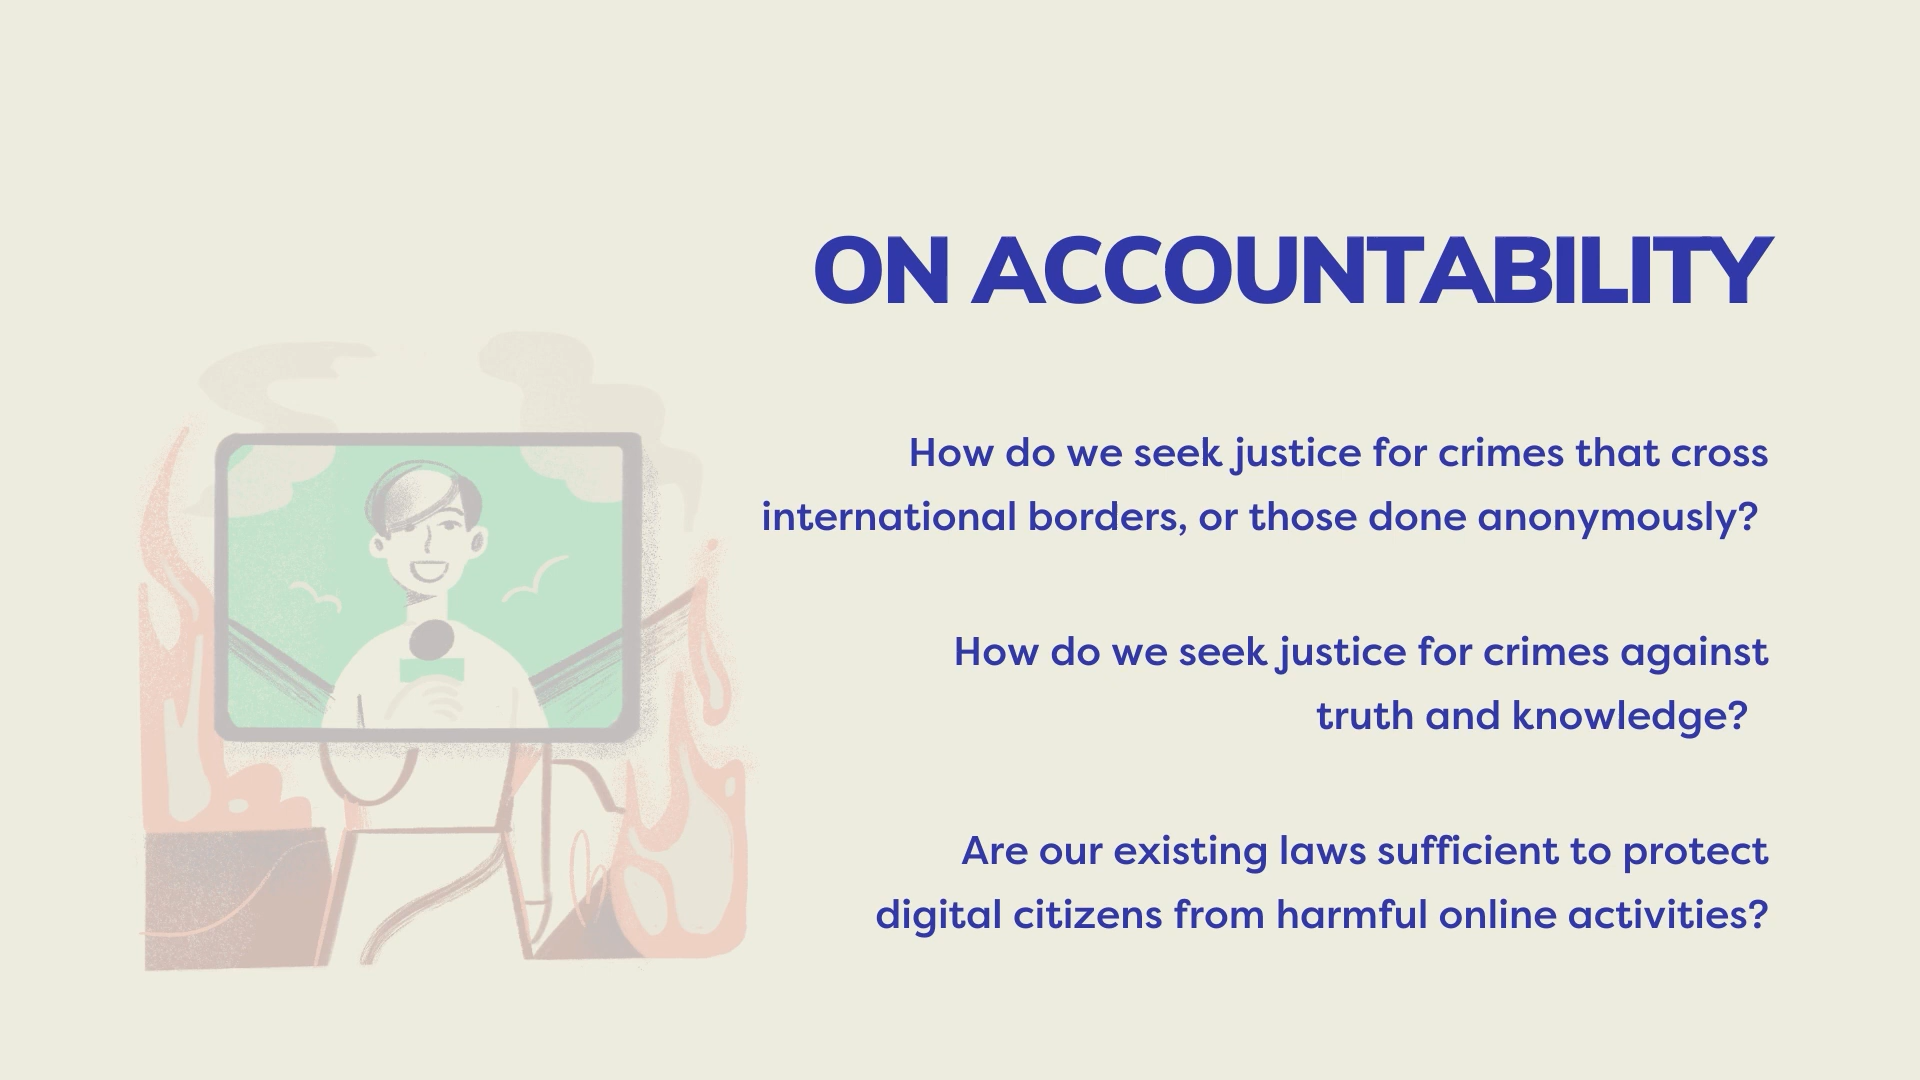 ON ACCOUNTABILITY
How do we seek justice for crimes that cross
international borders, or those done anonymously?
How do we seek justice for crimes against
truth and knowledge?
Are our existing laws sufficient to protect
digital citizens from harmful online activities?